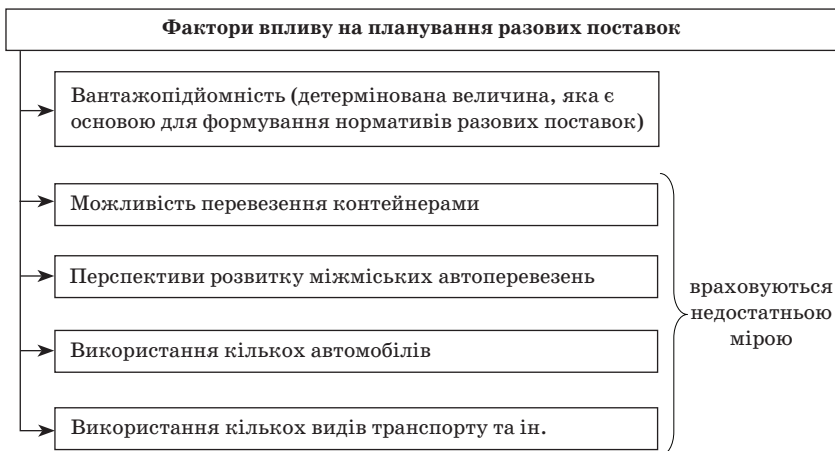 Фактори впливу на планування разових поставок
Вантажопідйомність (детермінована величина, яка є
основою для формування нормативів разових поставок)
Можливість перевезення контейнерами
Перспективи розвитку міжміських автоперевезень
Використання кількох автомобілів
Використання кількох видів транспорту та ін.
враховуються
недостатньою
мірою